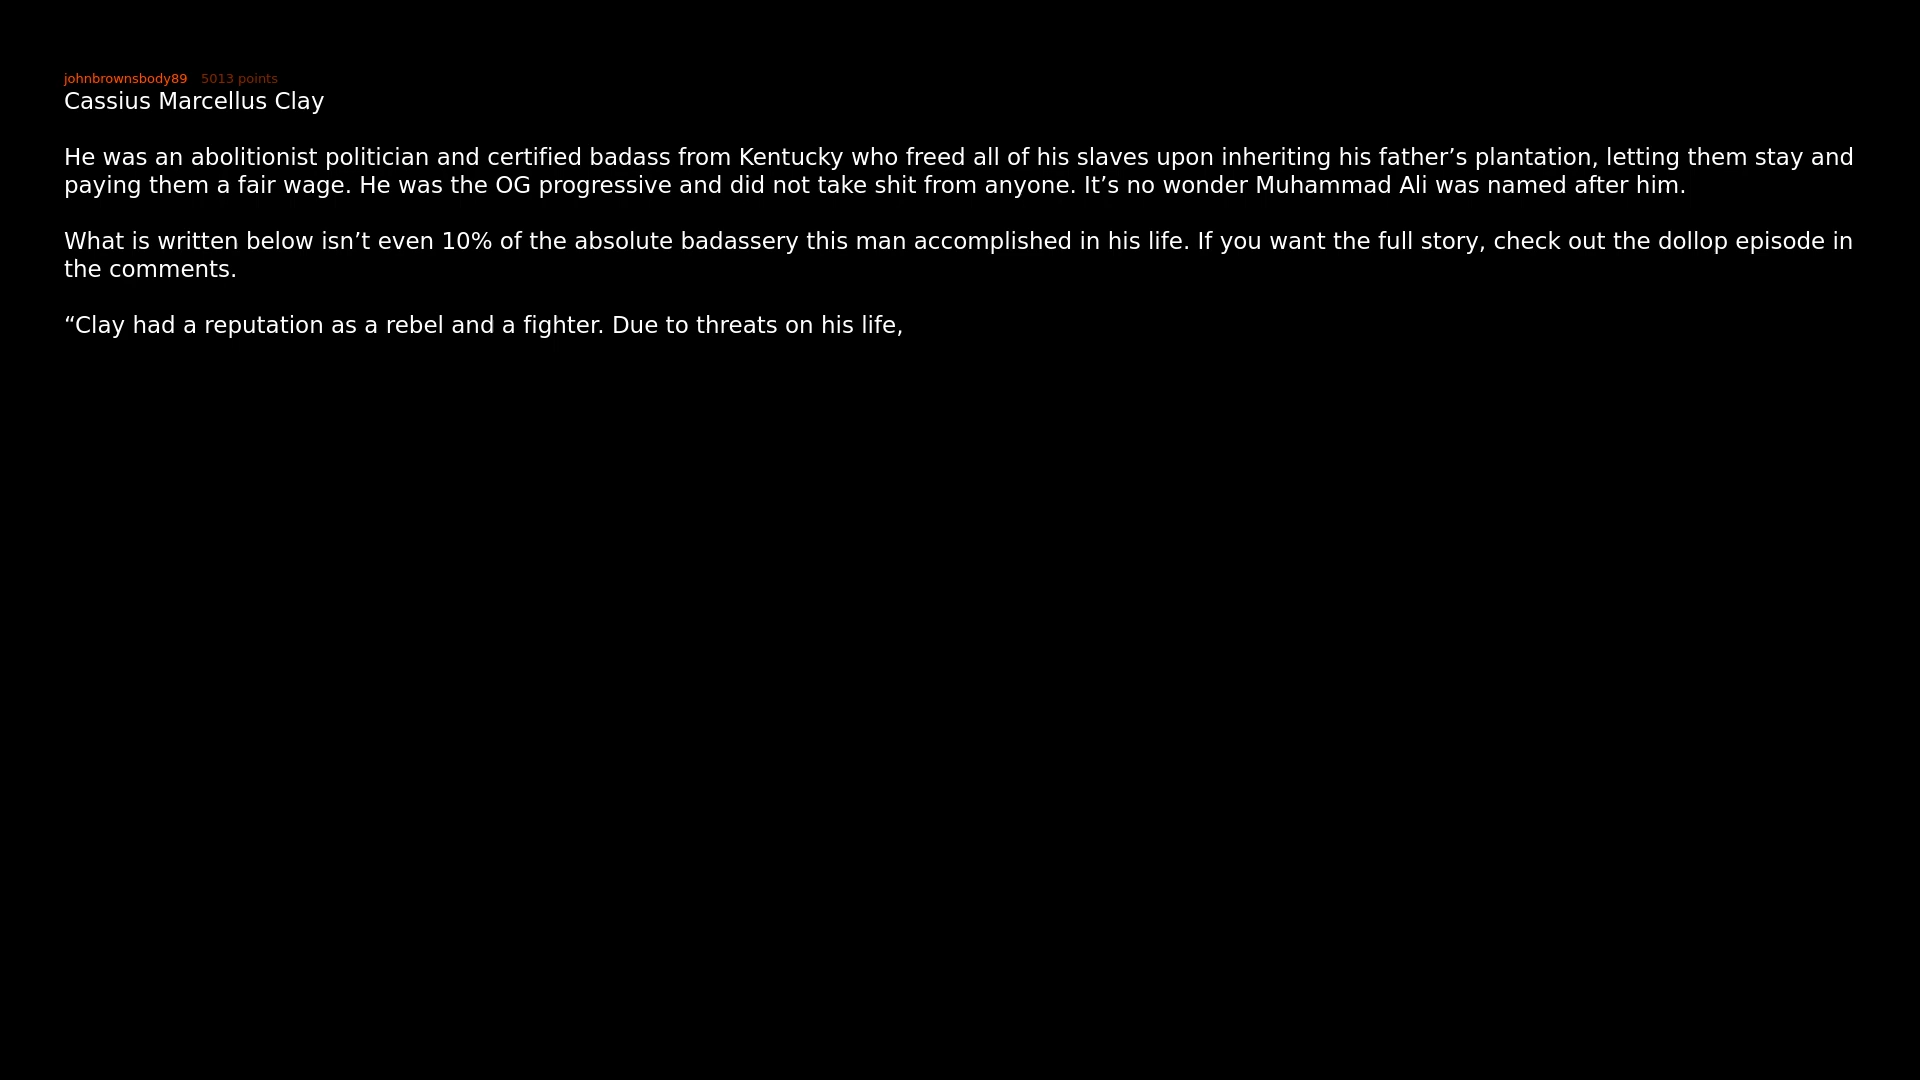 johnbrownsbody89 5013 points
Cassius Marcellus Clay
He was an abolitionist politician and certified badass from Kentucky who freed all of his slaves upon inheriting his father’s plantation, letting them stay and
paying them a fair wage. He was the OG progressive and did not take shit from anyone. It’s no wonder Muhammad Ali was named after him.
What is written below isn’t even 10% of the absolute badassery this man accomplished in his life. If you want the full story, check out the dollop episode in
the comments.
“Clay had a reputation as a rebel and a fighter. Due to threats on his life,